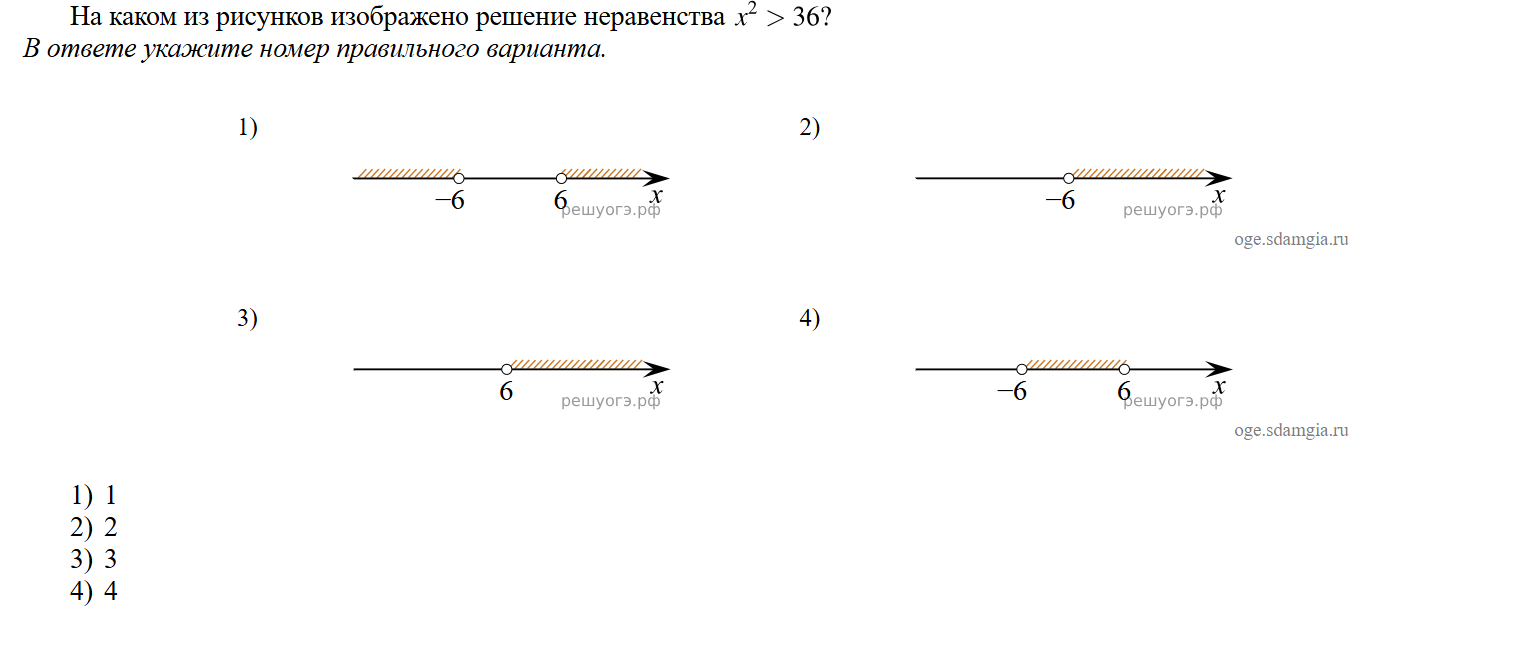 На каком из рисунков изображено решение неравенства x² > 36?
В ответе укажите номер правильного варианта.
1)
2)
−6 6 x
решуогэ.рф
−6 x
решуогэ.рф
oge.sdamgia.ru
3)
4)
6 x
решуогэ.рф
−6 6 x
решуогэ.рф
oge.sdamgia.ru
1) 1
2) 2
3) 3
4) 4